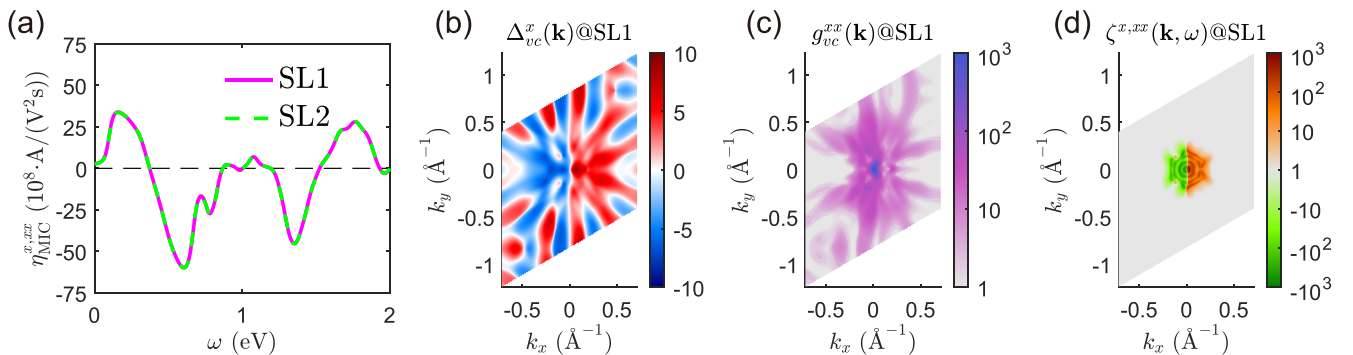 (a)
75
50
25
0
-25
-50
-75
η^{x,xx}_{MIC} (10^8·A/(V^2s))
0
1
2
ω (eV)
SL1
SL2
(b)
Δ^x_{vc}(k)@SL1
1
0.5
0
-0.5
-1
k_y (Å^{-1})
-0.5
0
0.5
k_x (Å^{-1})
10
5
0
-5
-10
(c)
g^{xx}_{vc}(k)@SL1
1
0.5
0
-0.5
-1
k_y (Å^{-1})
-0.5
0
0.5
k_x (Å^{-1})
10^3
10^2
10
1
(d)
ζ^{x,xx}(k,ω)@SL1
1
0.5
0
-0.5
-1
k_y (Å^{-1})
-0.5
0
0.5
k_x (Å^{-1})
10^3
10^2
10
1
-10
-10^2
-10^3